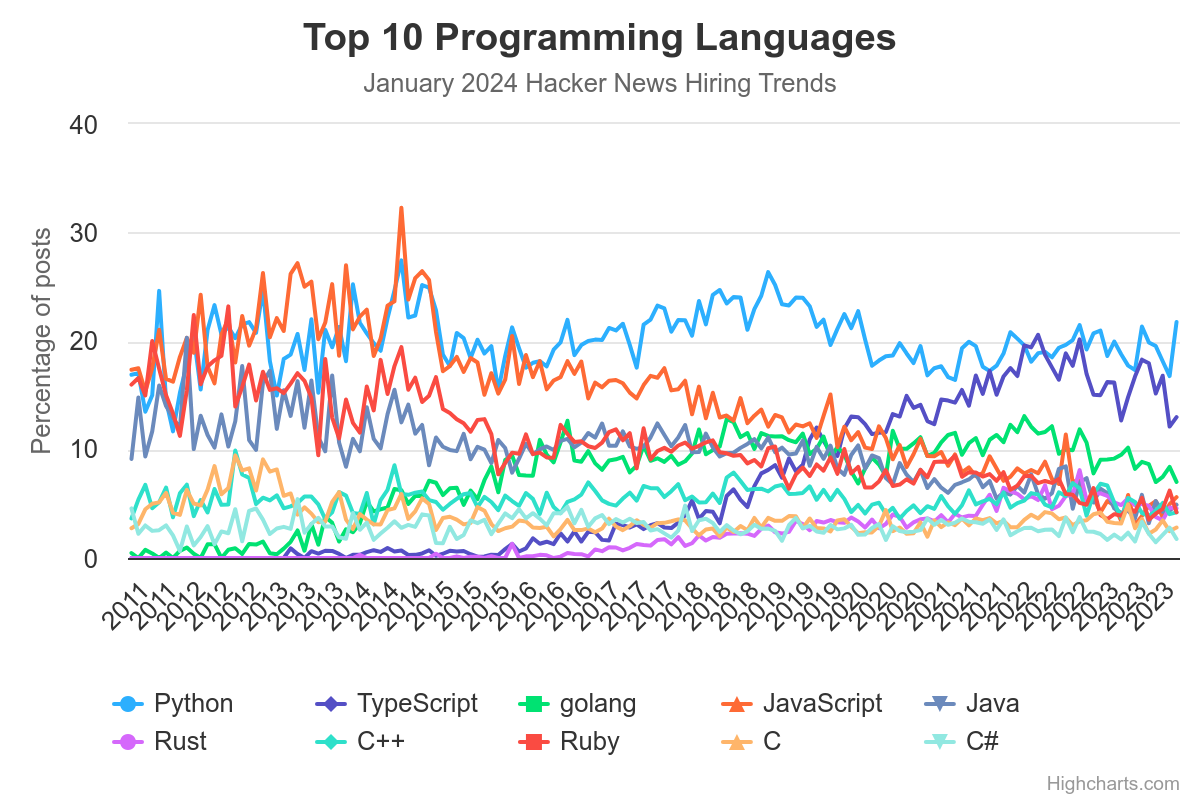 Top 10 Programming Languages
January 2024 Hacker News Hiring Trends
Percentage of posts
40
30
20
10
0
2011 2011 2012 2012 2012 2013 2013 2013 2014 2014 2014 2015 2015 2015 2016 2016 2016 2017 2017 2017 2018 2018 2018 2019 2019 2019 2020 2020 2020 2021 2021 2021 2022 2022 2022 2023 2023 2023
Python TypeScript golang JavaScript Java
Rust C++ Ruby C C#
Highcharts.com